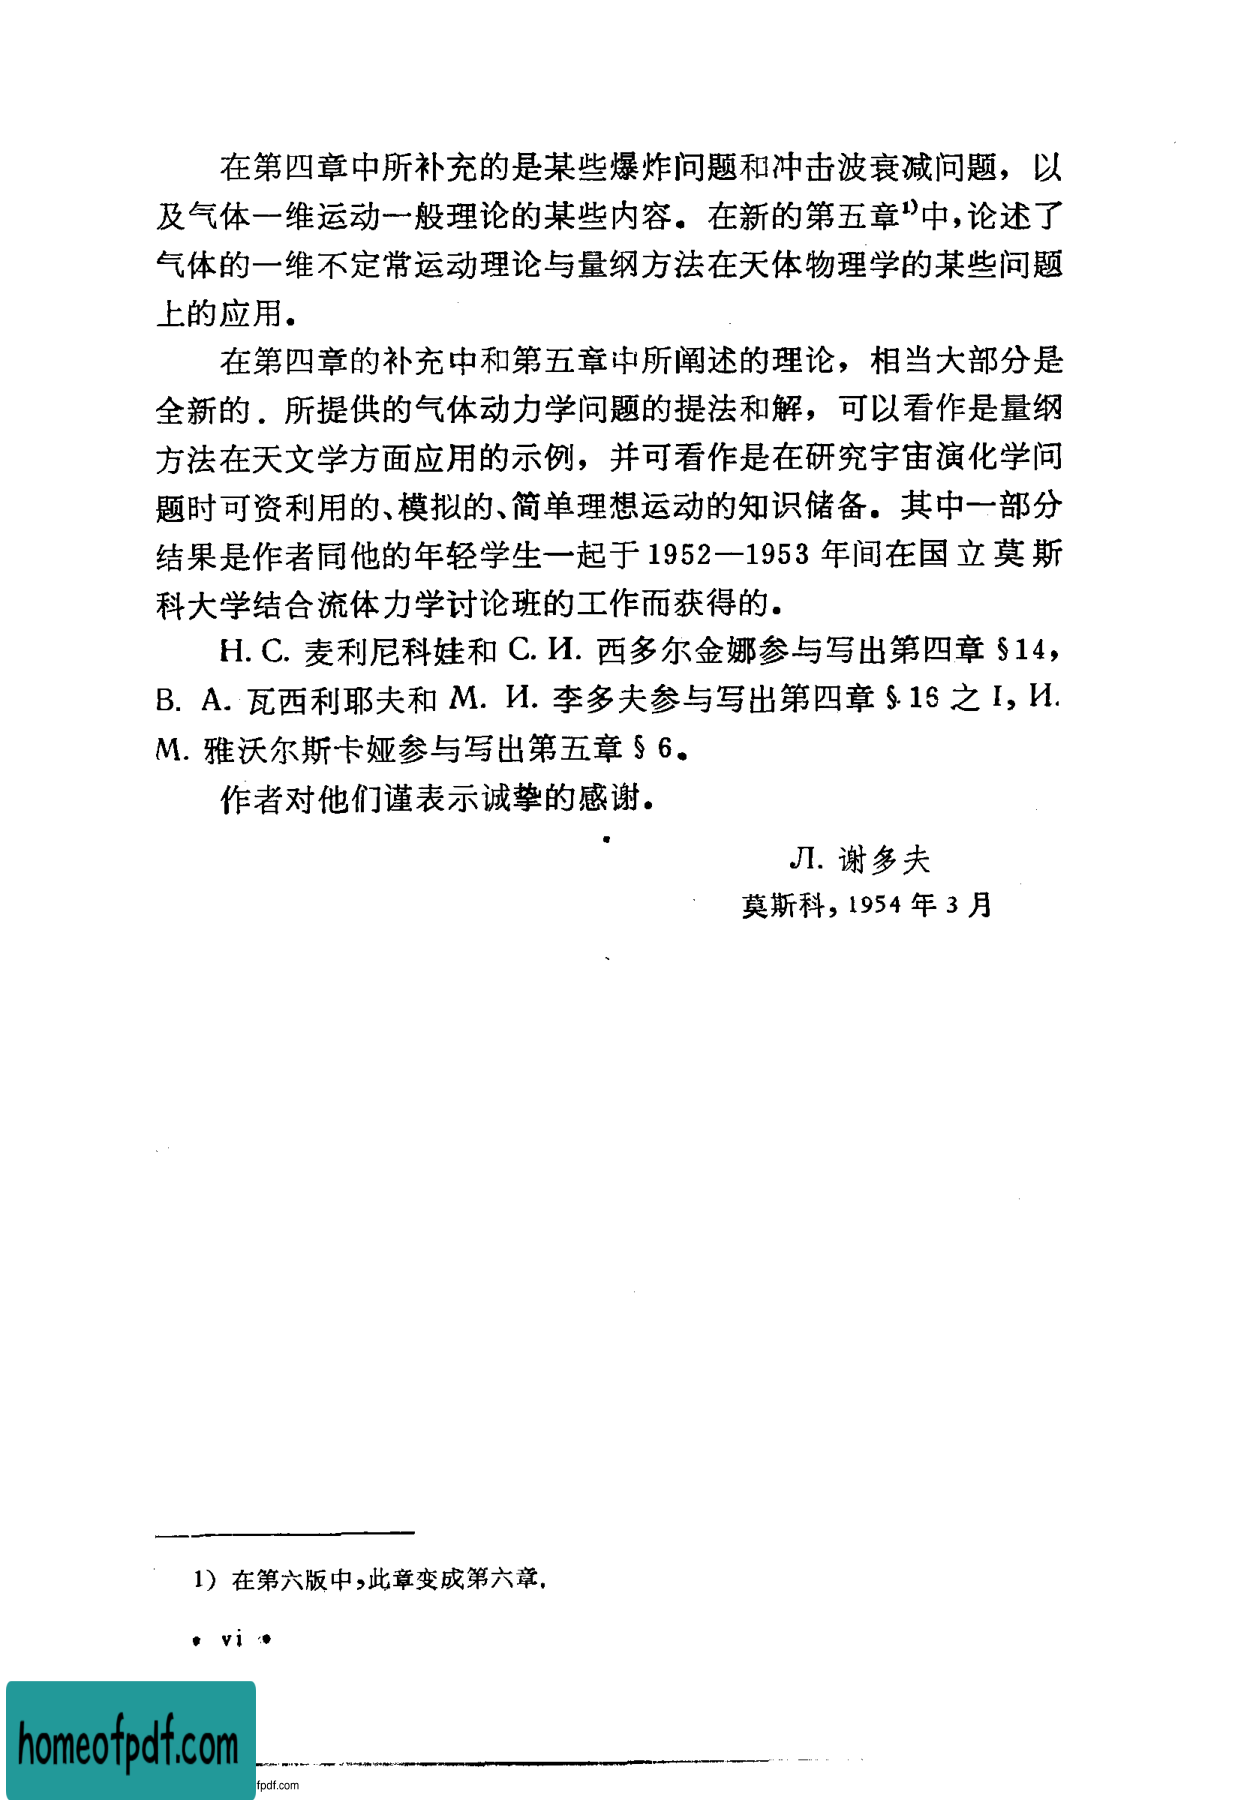 在第四章中所补充的是某些爆炸问题和冲击波衰减问题，以
及气体一维运动一般理论的某些内容。在新的第五章¹⁾中，论述了
气体的一维不定常运动理论与量纲方法在天体物理学的某些问题
上的应用。
在第四章的补充中和第五章中所阐述的理论，相当大部分是
全新的．所提供的气体动力学问题的提法和解，可以看作是量纲
方法在天文学方面应用的示例，并可看作是在研究宇宙演化学问
题时可资利用的、模拟的、简单理想运动的知识储备。其中一部分
结果是作者同他的年轻学生一起于1952—1953年间在国立莫斯
科大学结合流体力学讨论班的工作而获得的。
Н. С. 麦利尼科娃和 С. И. 西多尔金娜参与写出第四章 §14，
В. А. 瓦西利耶夫和 М. И. 李多夫参与写出第四章 § 16 之 I，И.
М. 雅沃尔斯卡娅参与写出第五章 § 6。
作者对他们谨表示诚挚的感谢。
Л. 谢多夫
莫斯科，1954 年 3 月
1) 在第六版中，此章变成第六章．
• vi •
homeofpdf.com
fpdf.com